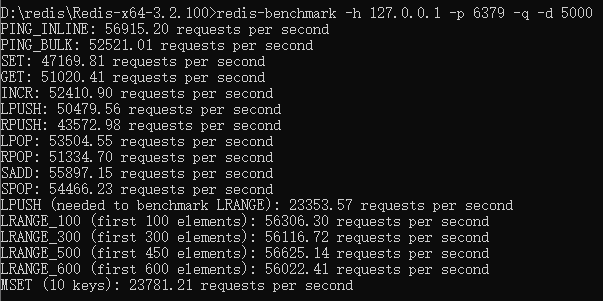 D:\redis\Redis-x64-3.2.100>redis-benchmark -h 127.0.0.1 -p 6379 -q -d 5000
PING_INLINE: 56915.20 requests per second
PING_BULK: 52521.01 requests per second
SET: 47169.81 requests per second
GET: 51020.41 requests per second
INCR: 52410.90 requests per second
LPUSH: 50479.56 requests per second
RPUSH: 43572.98 requests per second
LPOP: 53504.55 requests per second
RPOP: 51334.70 requests per second
SADD: 55897.15 requests per second
SPOP: 54466.23 requests per second
LPUSH (needed to benchmark LRANGE): 23353.57 requests per second
LRANGE_100 (first 100 elements): 56306.30 requests per second
LRANGE_300 (first 300 elements): 56116.72 requests per second
LRANGE_500 (first 450 elements): 56625.14 requests per second
LRANGE_600 (first 600 elements): 56022.41 requests per second
MSET (10 keys): 23781.21 requests per second